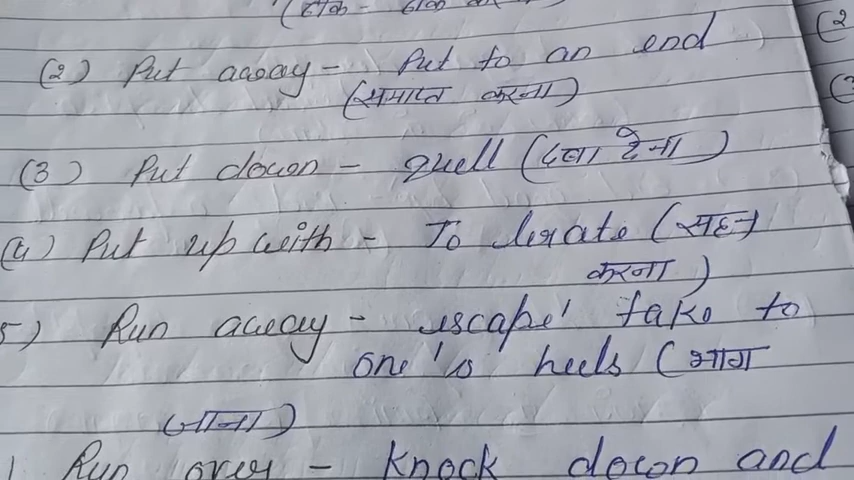 (2) Put away - Put to an end
(समाप्त करना)
(3) Put down - quell (दबा देना)
(4) Put up with - To lerate (सहन
करना)
5) Run away - escape' take to
one's heels (भाग
जाना)
Run over - knock down and